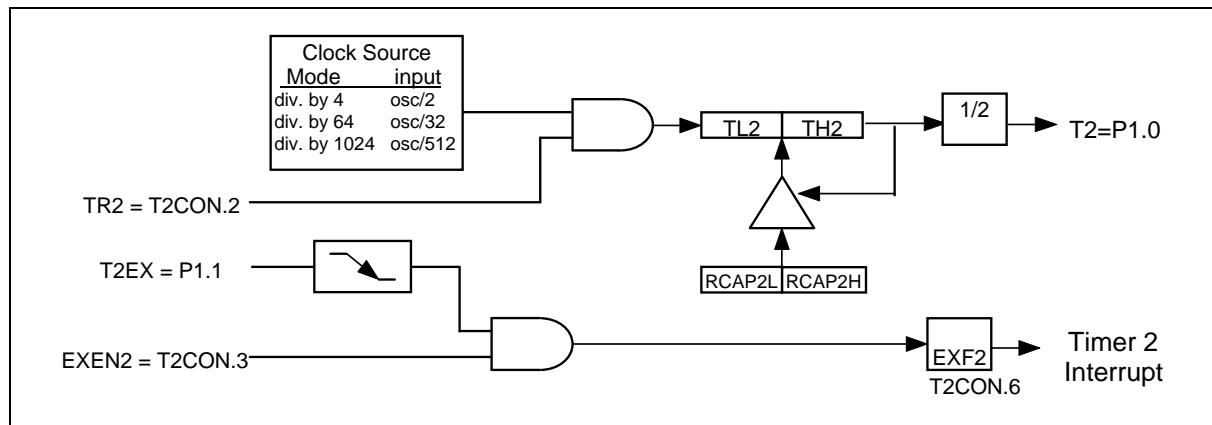 Clock Source
Mode input
div. by 4 osc/2
div. by 64 osc/32
div. by 1024 osc/512
TL2 TH2
1/2
T2=P1.0
TR2 = T2CON.2
T2EX = P1.1
RCAP2L RCAP2H
EXEN2 = T2CON.3
EXF2
T2CON.6
Timer 2
Interrupt